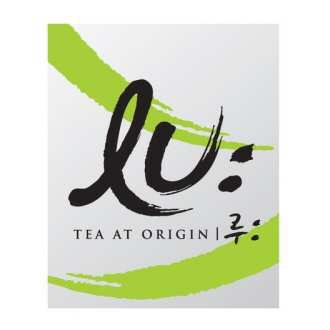 lu:
TEA AT ORIGIN | 루: